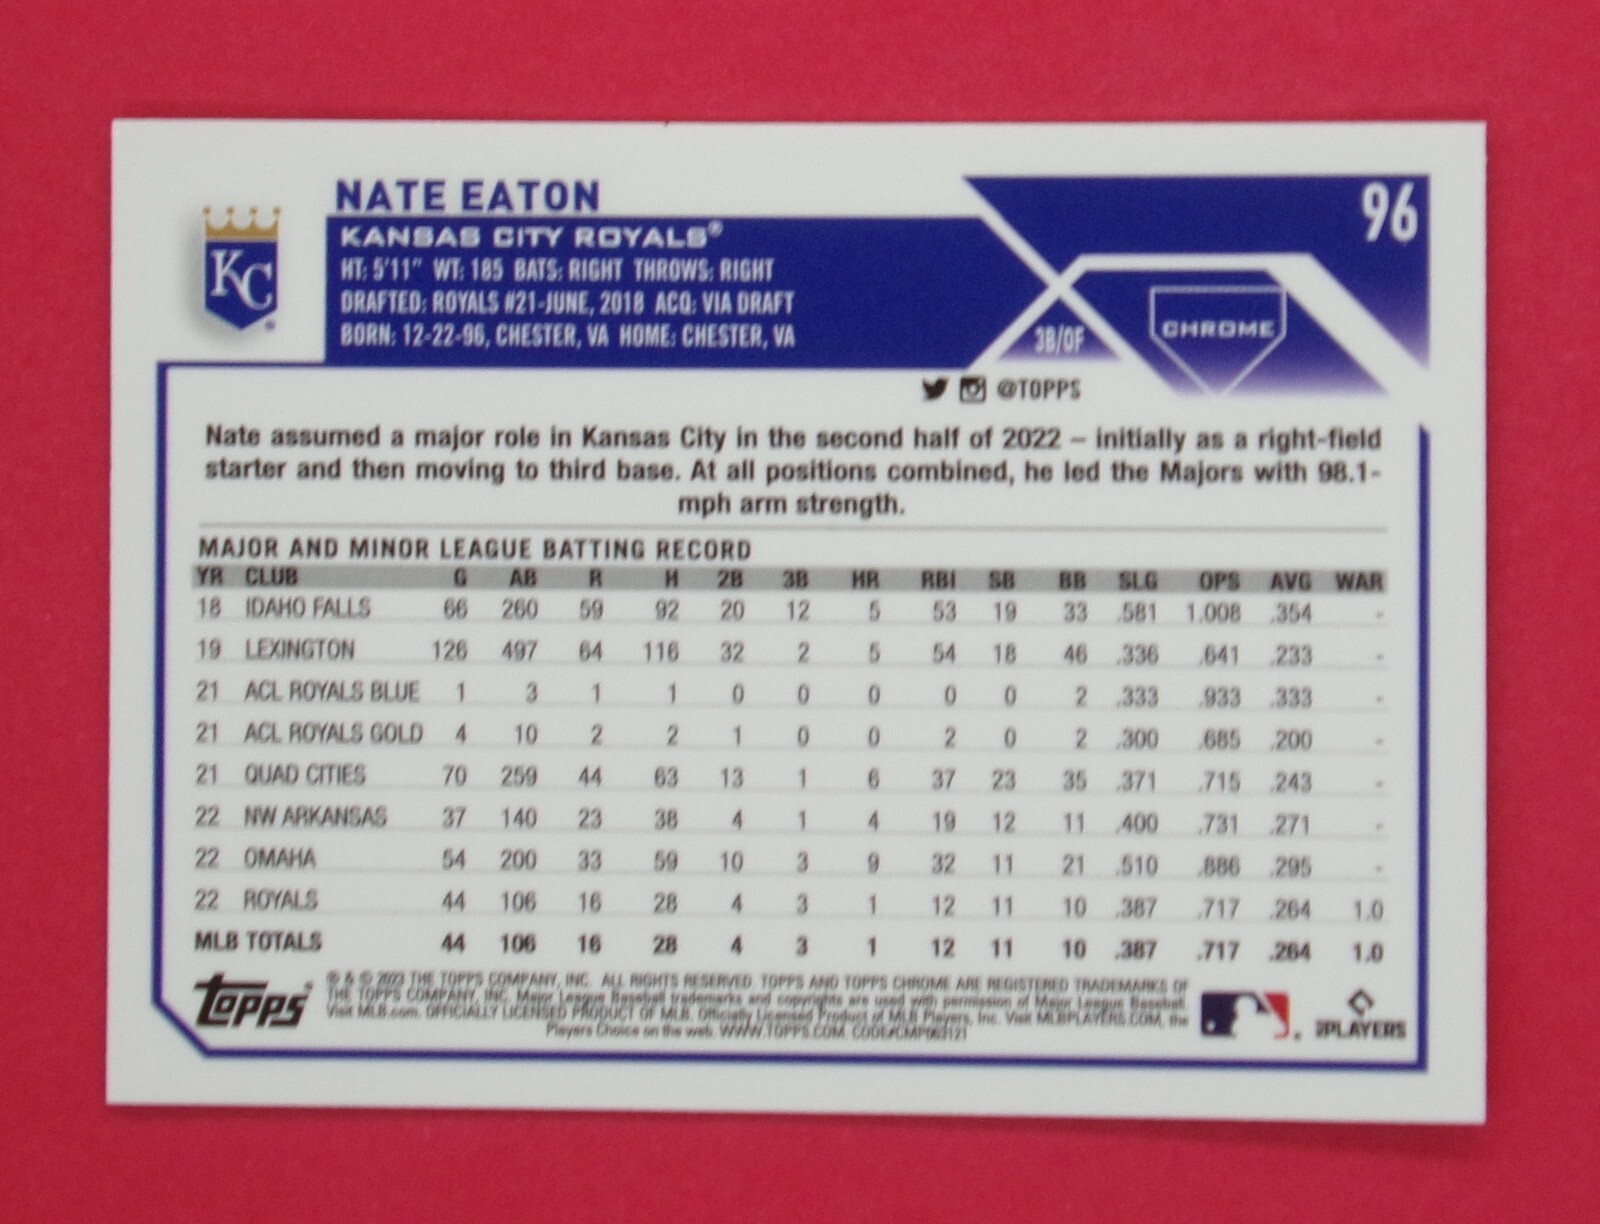 96
NATE EATON
KANSAS CITY ROYALS®
HT: 5'11" WT: 185 BATS: RIGHT THROWS: RIGHT
DRAFTED: ROYALS #21-JUNE, 2018 ACQ: VIA DRAFT
BORN: 12-22-96, CHESTER, VA HOME: CHESTER, VA
KC
3B/OF
CHROME
@TOPPS
Nate assumed a major role in Kansas City in the second half of 2022 – initially as a right-field
starter and then moving to third base. At all positions combined, he led the Majors with 98.1-
mph arm strength.
MAJOR AND MINOR LEAGUE BATTING RECORD
YR CLUB G AB R H 2B 3B HR RBI SB BB SLG OPS AVG WAR
18 IDAHO FALLS 66 260 59 92 20 12 5 53 19 33 .581 1.008 .354 -
19 LEXINGTON 126 497 64 116 32 2 5 54 18 46 .336 .641 .233 -
21 ACL ROYALS BLUE 1 3 1 1 0 0 0 0 0 2 .333 .933 .333 -
21 ACL ROYALS GOLD 4 10 2 2 1 0 0 2 0 2 .300 .685 .200 -
21 QUAD CITIES 70 259 44 63 13 1 6 37 23 35 .371 .715 .243 -
22 NW ARKANSAS 37 140 23 38 4 1 4 19 12 11 .400 .731 .271 -
22 OMAHA 54 200 33 59 10 3 9 32 11 21 .510 .886 .295 -
22 ROYALS 44 106 16 28 4 3 1 12 11 10 .387 .717 .264 1.0
MLB TOTALS 44 106 16 28 4 3 1 12 11 10 .387 .717 .264 1.0
topps
® & © 2023 THE TOPPS COMPANY, INC. ALL RIGHTS RESERVED. TOPPS AND TOPPS CHROME ARE REGISTERED TRADEMARKS OF
THE TOPPS COMPANY, INC. Major League Baseball trademarks and copyrights are used with permission of Major League Baseball.
Visit MLB.com. OFFICIALLY LICENSED PRODUCT OF MLB. Officially Licensed Product of MLB Players, Inc. Visit MLBPLAYERS.COM, the
Players Choice on the web. WWW.TOPPS.COM. CODE#CMP063121
PLAYERS